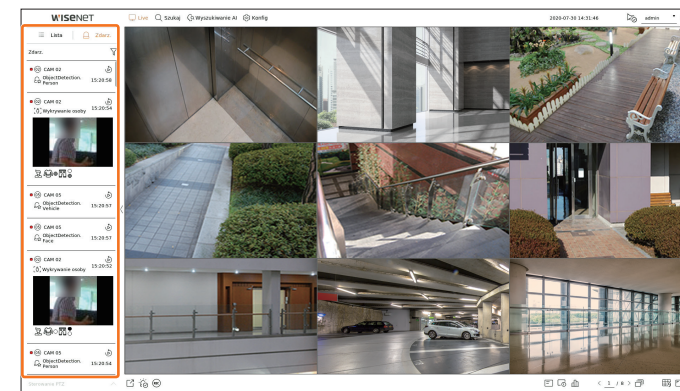 WISENET
Live Szukaj Wyszukiwanie AI Konfig
2020-07-30 14:31:46 admin
Lista Zdarz.
Zdarz.
CAM 02
ObjectDetection.
Person 15:20:58
CAM 02
Wykrywanie osoby 15:20:54
CAM 05
ObjectDetection.
Vehicle 15:20:57
CAM 05
ObjectDetection.
Face 15:20:57
CAM 02
Wykrywanie osoby 15:20:52
CAM 05
ObjectDetection.
Person 15:20:54
Sterowanie PTZ
< 1 / 6 >